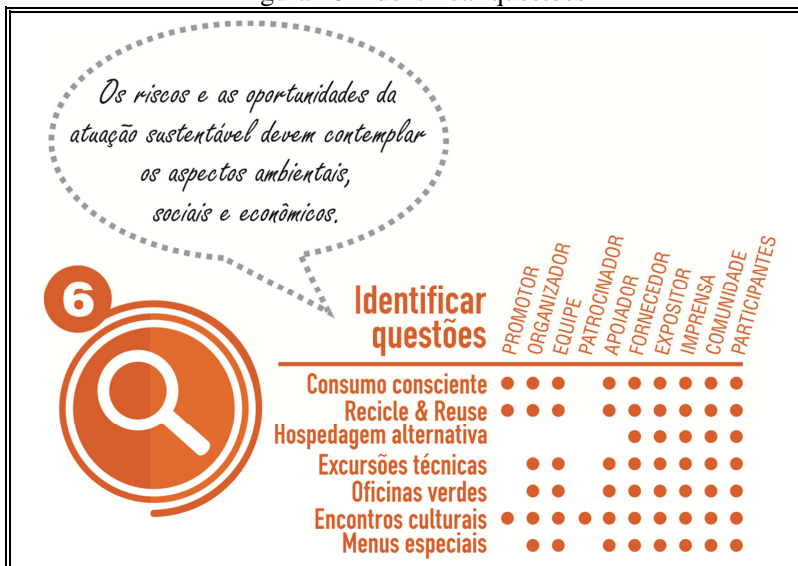 Os riscos e as oportunidades da
atuação sustentável devem contemplar
os aspectos ambientais,
sociais e econômicos.
6
Identificar
questões
PROMOTOR
ORGANIZADOR
EQUIPE
PATROCINADOR
APOIADOR
FORNECEDOR
EXPOSITOR
IMPRENSA
COMUNIDADE
PARTICIPANTES
Consumo consciente
Recicle & Reuse
Hospedagem alternativa
Excursões técnicas
Oficinas verdes
Encontros culturais
Menus especiais